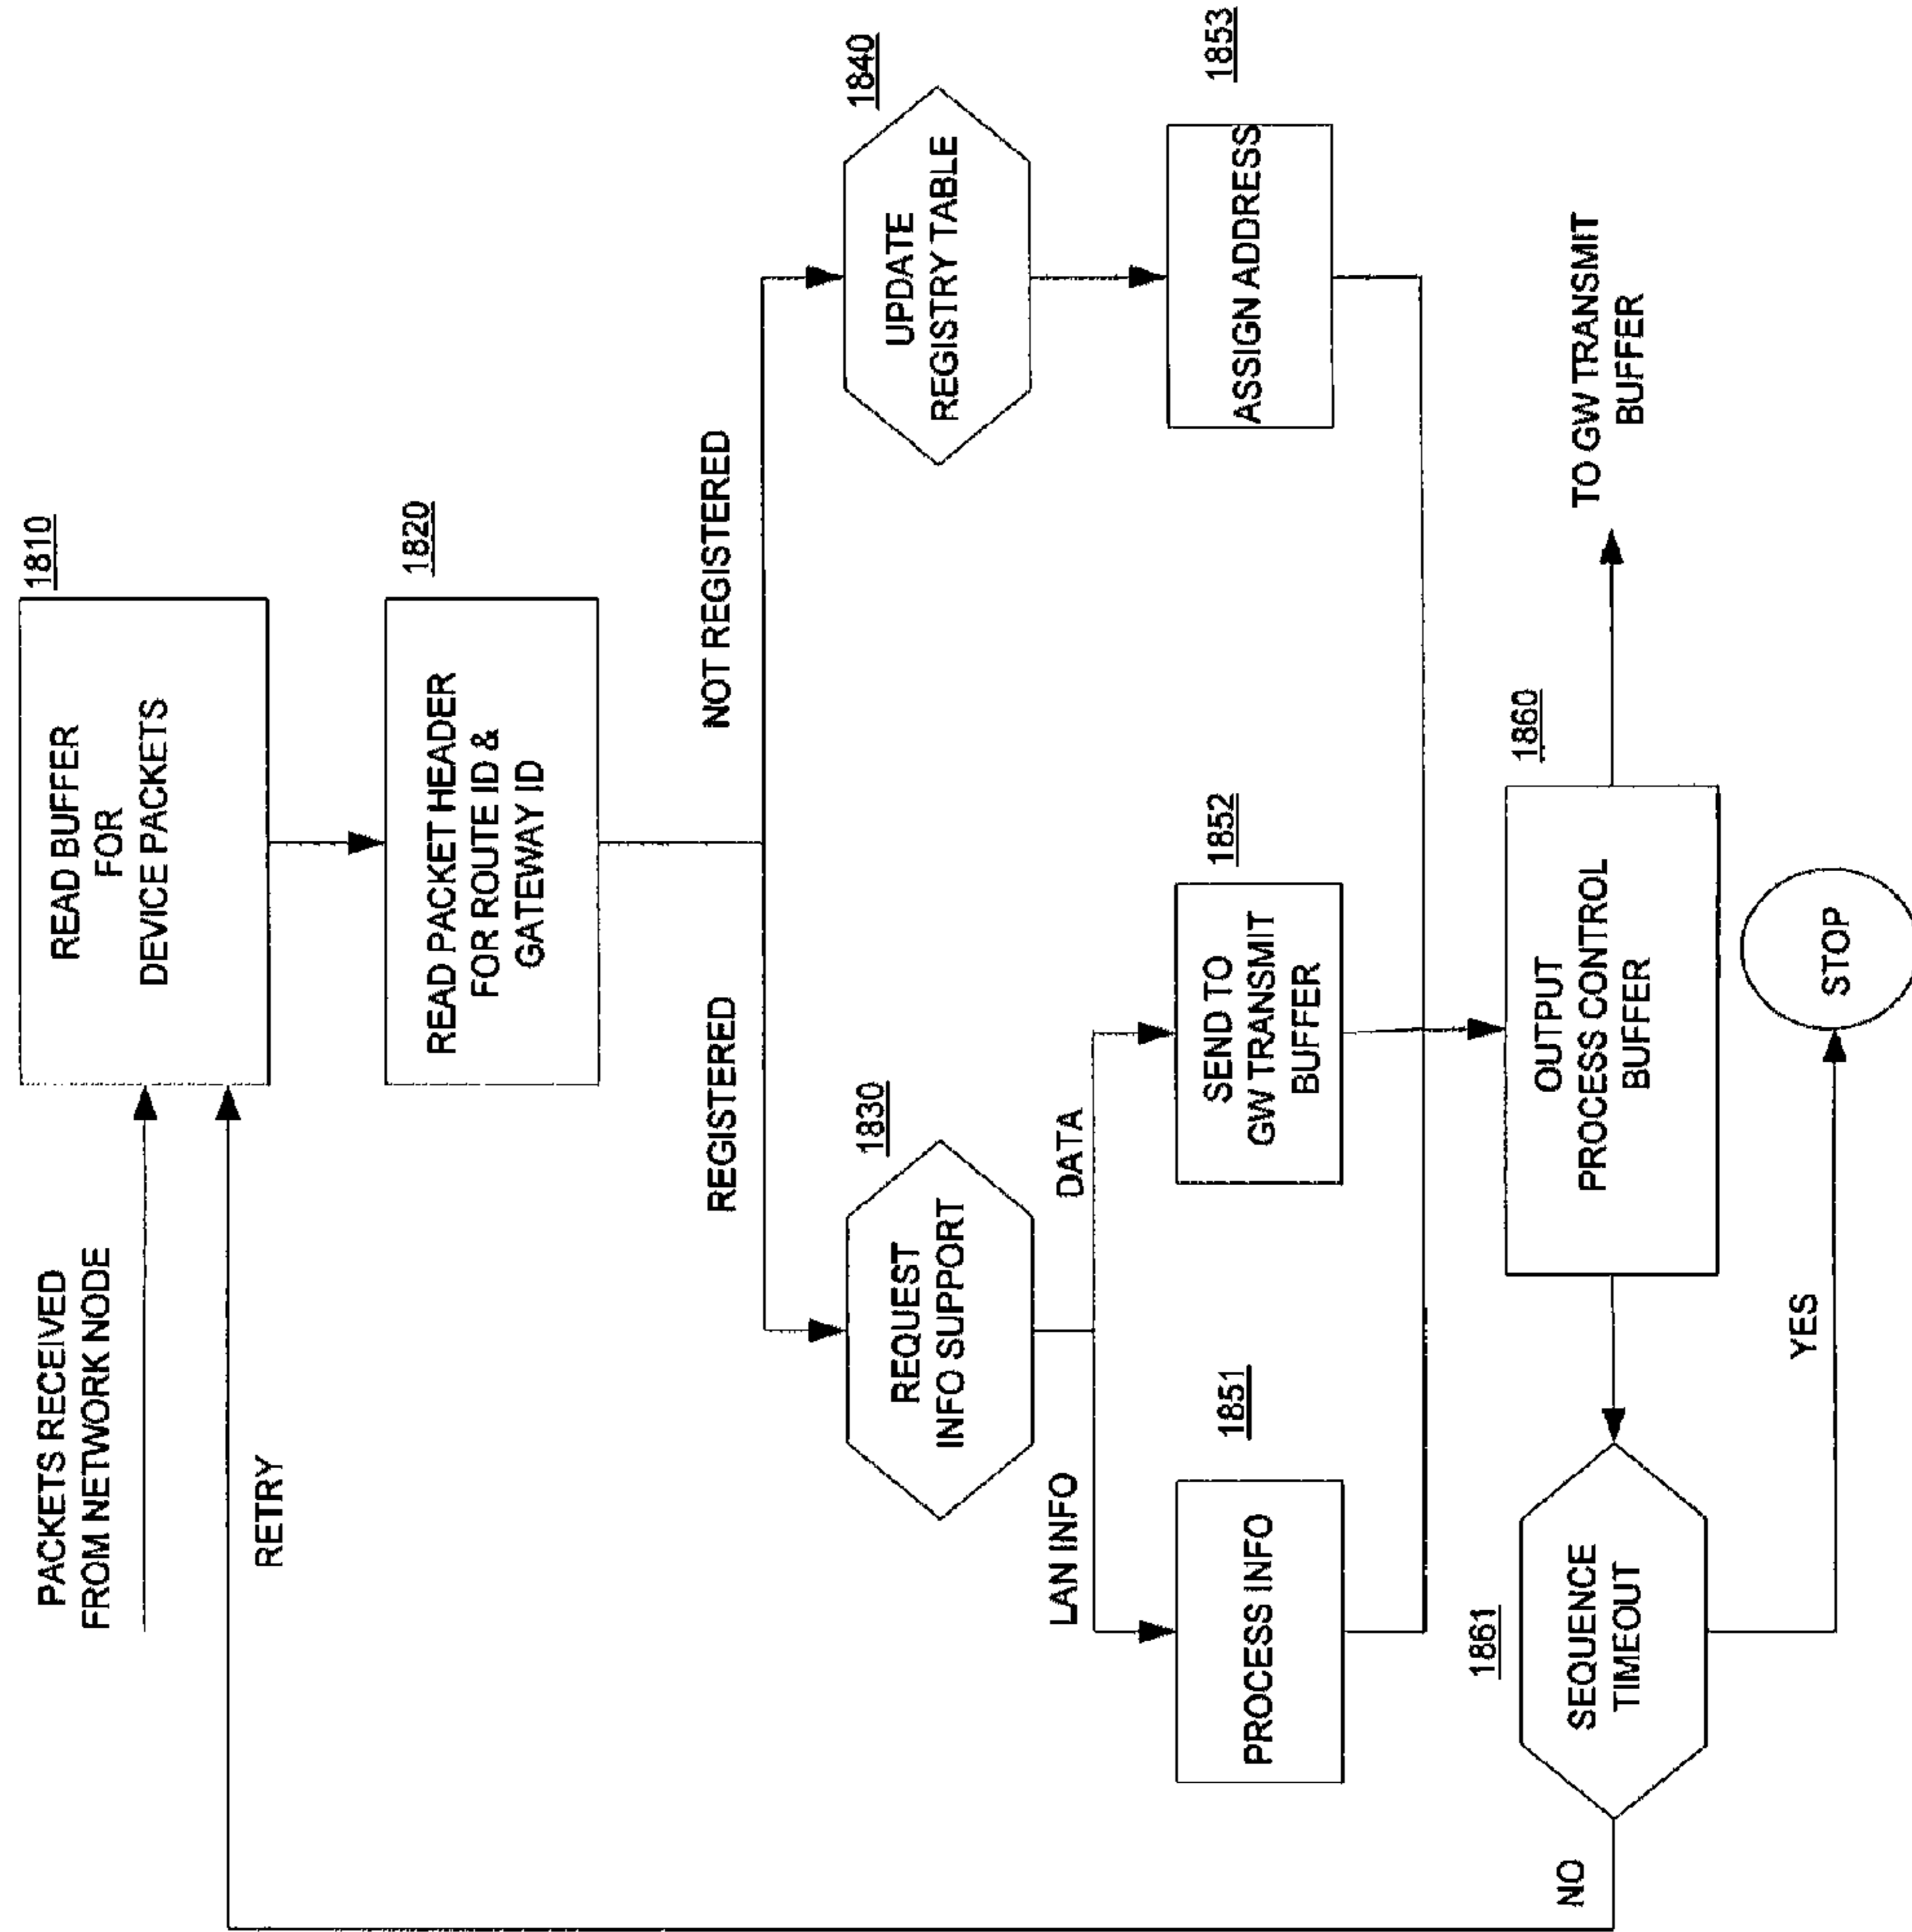 PACKETS RECEIVED
FROM NETWORK NODE
READ BUFFER
FOR
DEVICE PACKETS
1810
RETRY
READ PACKET HEADER
FOR ROUTE ID &
GATEWAY ID
1820
REGISTERED
NOT REGISTERED
REQUEST
INFO SUPPORT
1830
UPDATE
REGISTRY TABLE
1840
LAN INFO
DATA
PROCESS INFO
1851
SEND TO
GW TRANSMIT
BUFFER
1852
ASSIGN ADDRESS
1853
OUTPUT
PROCESS CONTROL
BUFFER
1860
TO GW TRANSMIT
BUFFER
SEQUENCE
TIMEOUT
1861
NO
YES
STOP